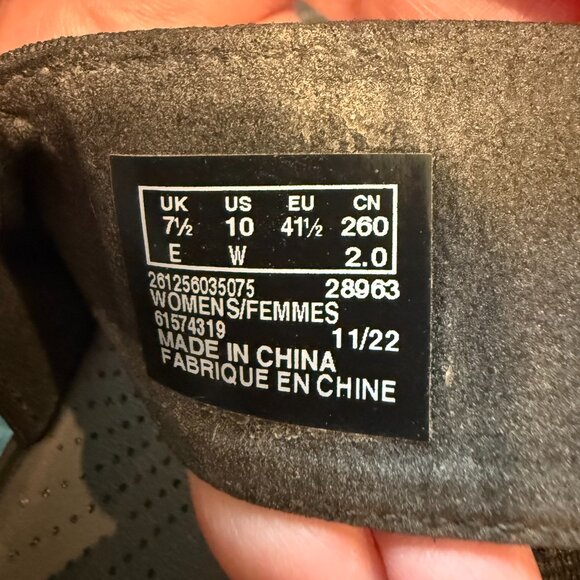 UK US EU CN
7½ 10 41½ 260
E W 2.0
261256035075 28963
WOMENS/FEMMES
61574319 11/22
MADE IN CHINA
FABRIQUE EN CHINE